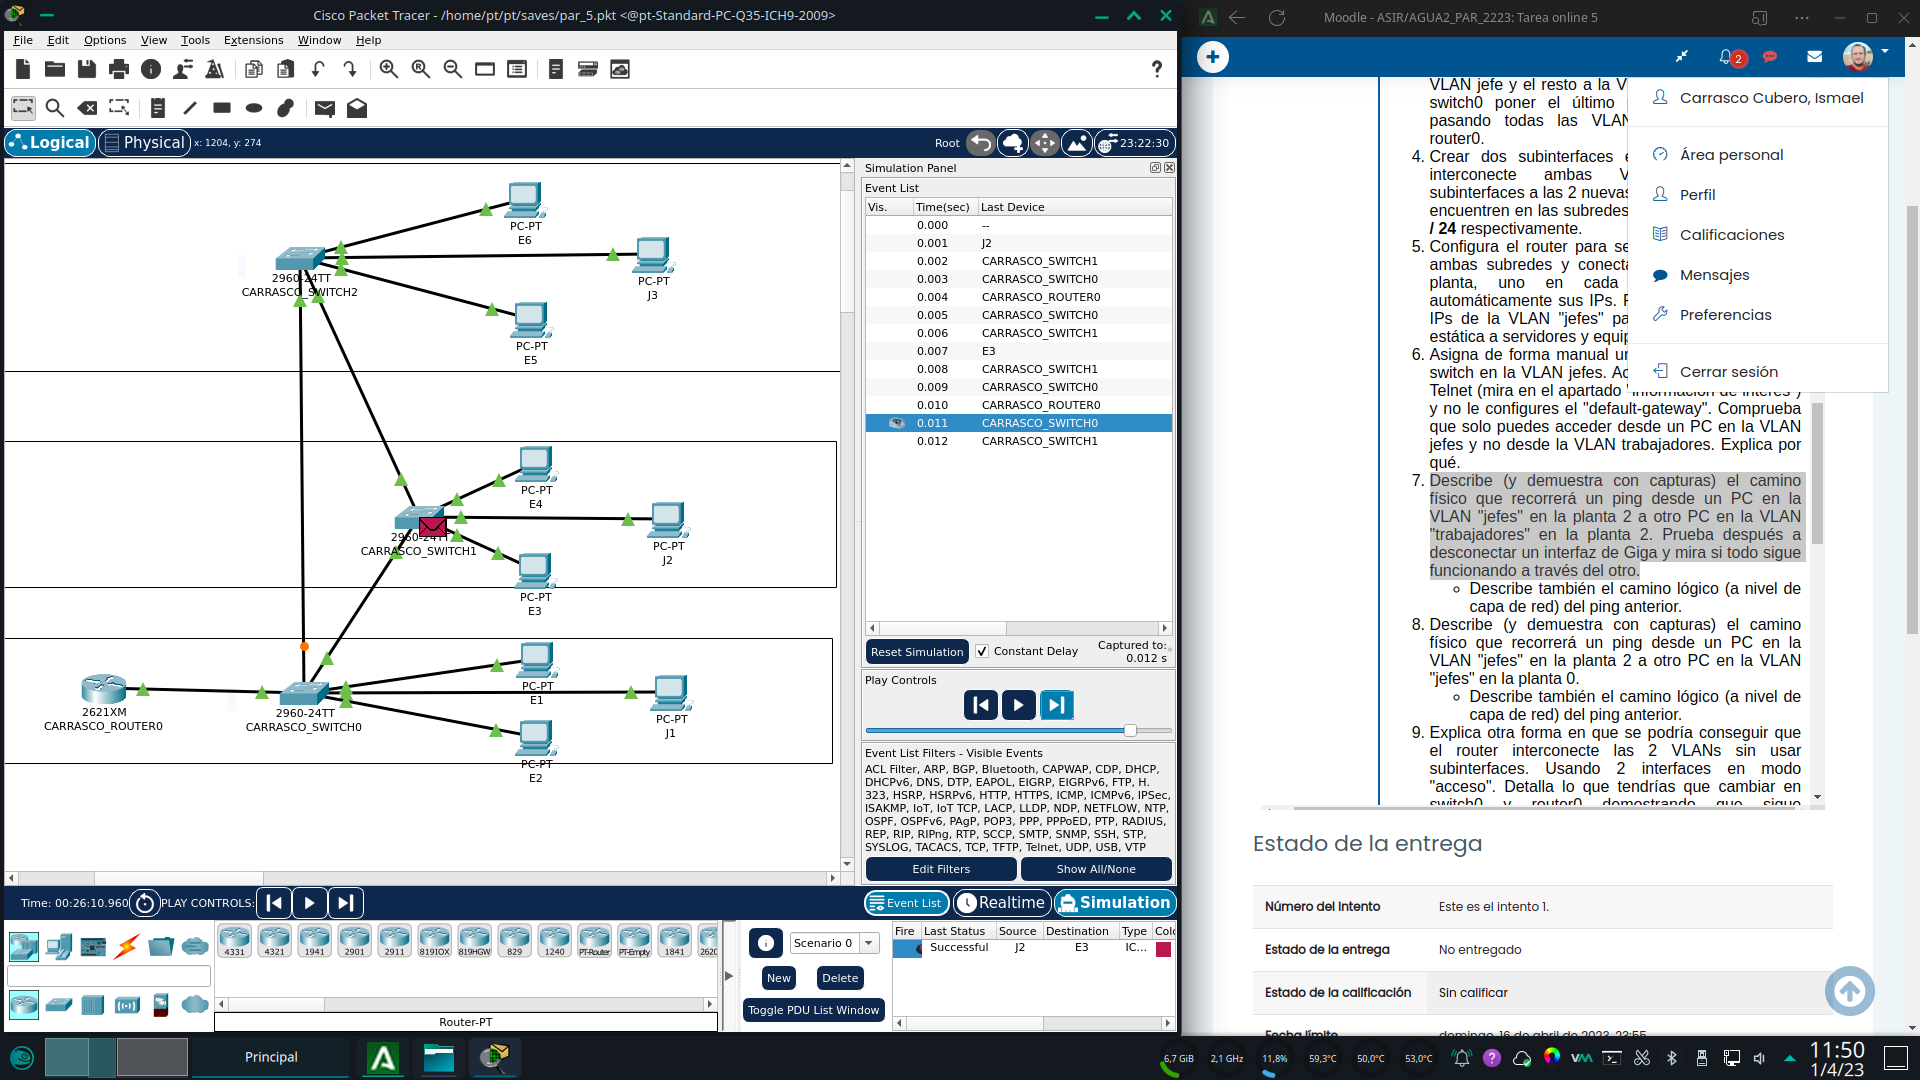 Cisco Packet Tracer - /home/pt/pt/saves/par_5.pkt <@pt-Standard-PC-Q35-ICH9-2009>
File Edit Options View Tools Extensions Window Help
Logical Physical x: 1204, y: 274 Root 23:22:30
PC-PT
E6
2960-24TT
CARRASCO_SWITCH2
PC-PT
J3
PC-PT
E5
PC-PT
E4
2960-24TT
CARRASCO_SWITCH1
PC-PT
J2
PC-PT
E3
2621XM
CARRASCO_ROUTER0
2960-24TT
CARRASCO_SWITCH0
PC-PT
E1
PC-PT
J1
PC-PT
E2
Simulation Panel
Event List
Vis. Time(sec) Last Device
0.000 --
0.001 J2
0.002 CARRASCO_SWITCH1
0.003 CARRASCO_SWITCH0
0.004 CARRASCO_ROUTER0
0.005 CARRASCO_SWITCH0
0.006 CARRASCO_SWITCH1
0.007 E3
0.008 CARRASCO_SWITCH1
0.009 CARRASCO_SWITCH0
0.010 CARRASCO_ROUTER0
0.011 CARRASCO_SWITCH0
0.012 CARRASCO_SWITCH1
Reset Simulation Constant Delay Captured to:
0.012 s
Play Controls
Event List Filters - Visible Events
ACL Filter, ARP, BGP, Bluetooth, CAPWAP, CDP, DHCP,
DHCPv6, DNS, DTP, EAPOL, EIGRP, EIGRPv6, FTP, H.
323, HSRP, HSRPv6, HTTP, HTTPS, ICMP, ICMPv6, IPSec,
ISAKMP, IoT, IoT TCP, LACP, LLDP, NDP, NETFLOW, NTP,
OSPF, OSPFv6, PAgP, POP3, PPP, PPPoED, PTP, RADIUS,
REP, RIP, RIPng, RTP, SCCP, SMTP, SNMP, SSH, STP,
SYSLOG, TACACS, TCP, TFTP, Telnet, UDP, USB, VTP
Edit Filters Show All/None
Time: 00:26:10.960 PLAY CONTROLS: Event List Realtime Simulation
4331 4321 1941 2901 2911 819IOX 819HGW 829 1240 PT-Router PT-Empty 1841 2620
Router-PT
Scenario 0
New Delete
Toggle PDU List Window
Fire Last Status Source Destination Type Colo
Successful J2 E3 IC...
Moodle - ASIR/AGUA2_PAR_2223: Tarea online 5
2
VLAN jefe y el resto a la V
switch0 poner el último
pasando todas las VLAN
router0.
4. Crear dos subinterfaces
interconecte ambas V
subinterfaces a las 2 nuevas
encuentren en las subredes
/ 24 respectivamente.
5. Configura el router para se
ambas subredes y conecta
planta, uno en cada
automáticamente sus IPs.
IPs de la VLAN "jefes" pa
estática a servidores y equip
6. Asigna de forma manual un
switch en la VLAN jefes. Ac
Telnet (mira en el apartado "información de interés")
y no le configures el "default-gateway". Comprueba
que solo puedes acceder desde un PC en la VLAN
jefes y no desde la VLAN trabajadores. Explica por
qué.
7. Describe (y demuestra con capturas) el camino
físico que recorrerá un ping desde un PC en la
VLAN "jefes" en la planta 2 a otro PC en la VLAN
"trabajadores" en la planta 2. Prueba después a
desconectar un interfaz de Giga y mira si todo sigue
funcionando a través del otro.
Describe también el camino lógico (a nivel de
capa de red) del ping anterior.
8. Describe (y demuestra con capturas) el camino
físico que recorrerá un ping desde un PC en la
VLAN "jefes" en la planta 2 a otro PC en la VLAN
"jefes" en la planta 0.
Describe también el camino lógico (a nivel de
capa de red) del ping anterior.
9. Explica otra forma en que se podría conseguir que
el router interconecte las 2 VLANs sin usar
subinterfaces. Usando 2 interfaces en modo
"acceso". Detalla lo que tendrías que cambiar en
switch0 y router0 demostrando que sigue
Carrasco Cubero, Ismael
Área personal
Perfil
Calificaciones
Mensajes
Preferencias
Cerrar sesión
Estado de la entrega
Número del intento Este es el intento 1.
Estado de la entrega No entregado
Estado de la calificación Sin calificar
Fecha límite domingo, 16 de abril de 2023, 23:55
Principal
6,7 GiB 2,1 GHz 11,8% 59,3°C 50,0°C 53,0°C
11:50
1/4/23